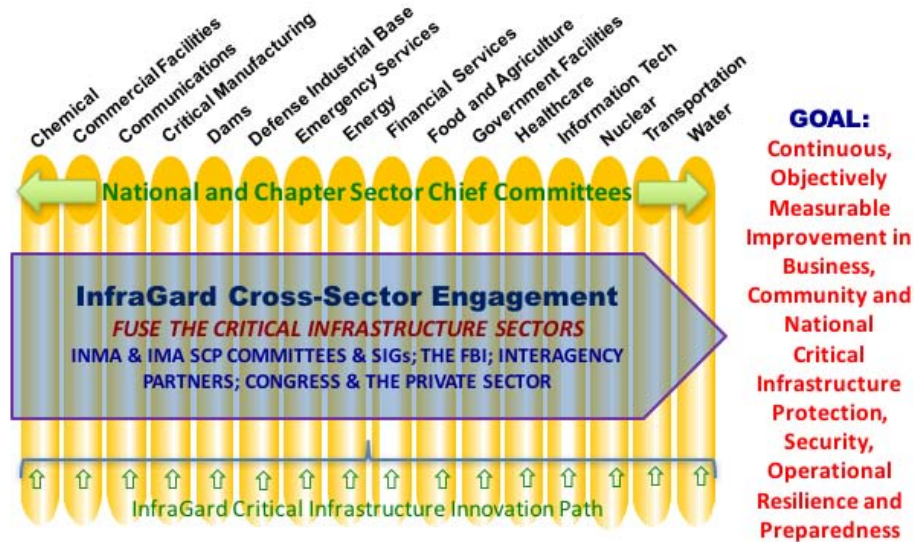 Chemical
Commercial Facilities
Communications
Critical Manufacturing
Dams
Defense Industrial Base
Emergency Services
Energy
Financial Services
Food and Agriculture
Government Facilities
Healthcare
Information Tech
Nuclear
Transportation
Water
National and Chapter Sector Chief Committees
InfraGard Cross-Sector Engagement
FUSE THE CRITICAL INFRASTRUCTURE SECTORS
INMA & IMA SCP COMMITTEES & SIGs; THE FBI; INTERAGENCY
PARTNERS; CONGRESS & THE PRIVATE SECTOR
InfraGard Critical Infrastructure Innovation Path
GOAL:
Continuous,
Objectively
Measurable
Improvement in
Business,
Community and
National
Critical
Infrastructure
Protection,
Security,
Operational
Resilience and
Preparedness